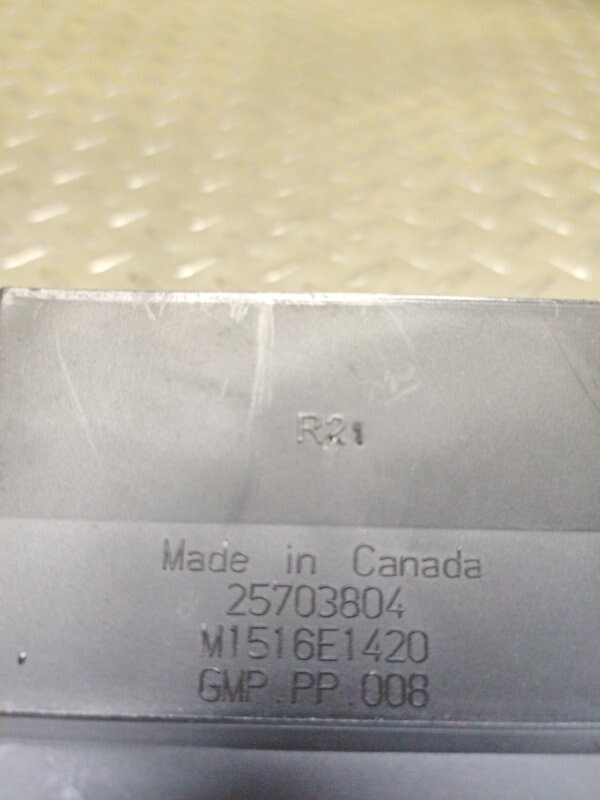 R21
Made in Canada
25703804
M1516E1420
GMP.PP.008